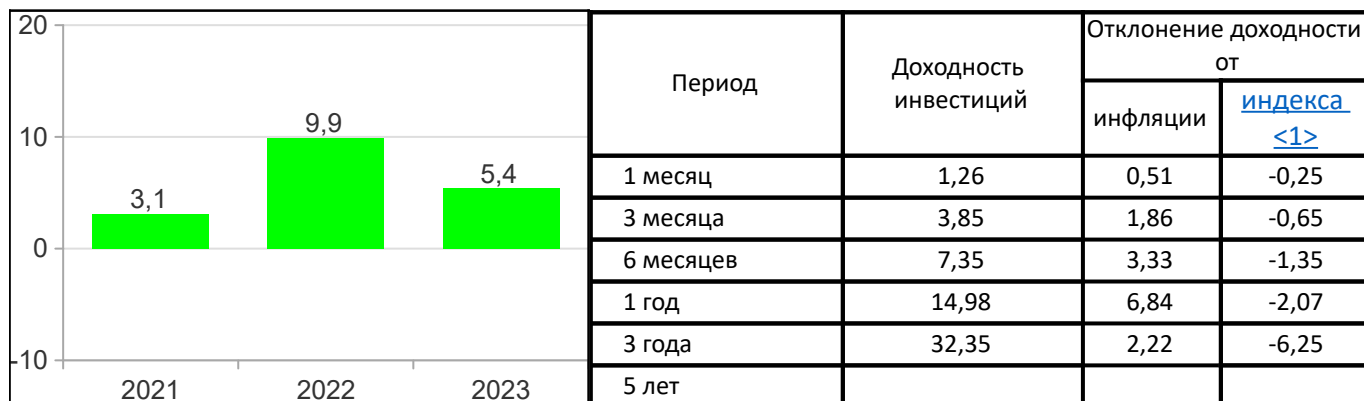 20
10
0
-10
3,1
9,9
5,4
2021 2022 2023
Период
Доходность
инвестиций
Отклонение доходности
от
инфляции
индекса
<1>
1 месяц 1,26 0,51 -0,25
3 месяца 3,85 1,86 -0,65
6 месяцев 7,35 3,33 -1,35
1 год 14,98 6,84 -2,07
3 года 32,35 2,22 -6,25
5 лет